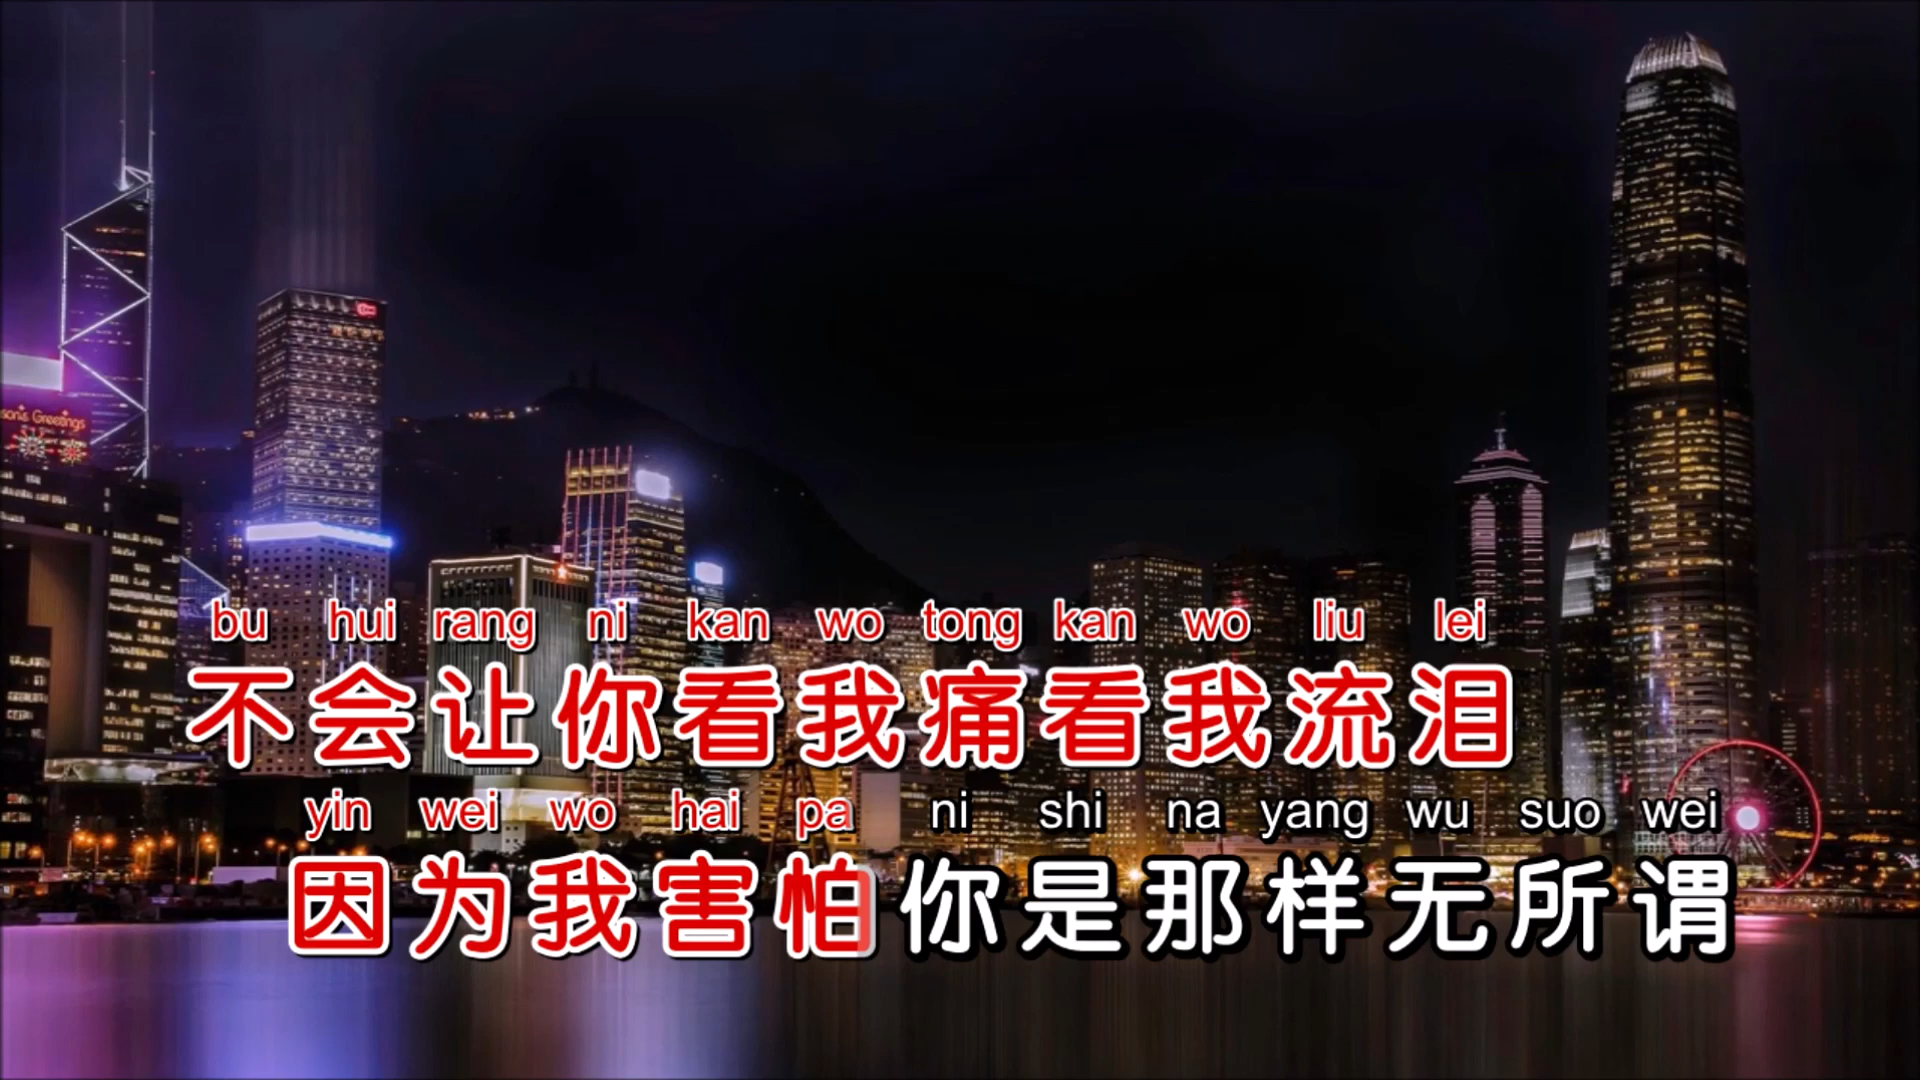 son's Greetings
bu hui rang ni kan wo tong kan wo liu lei
不会让你看我痛看我流泪
yin wei wo hai pa ni shi na yang wu suo wei
因为我害怕你是那样无所谓